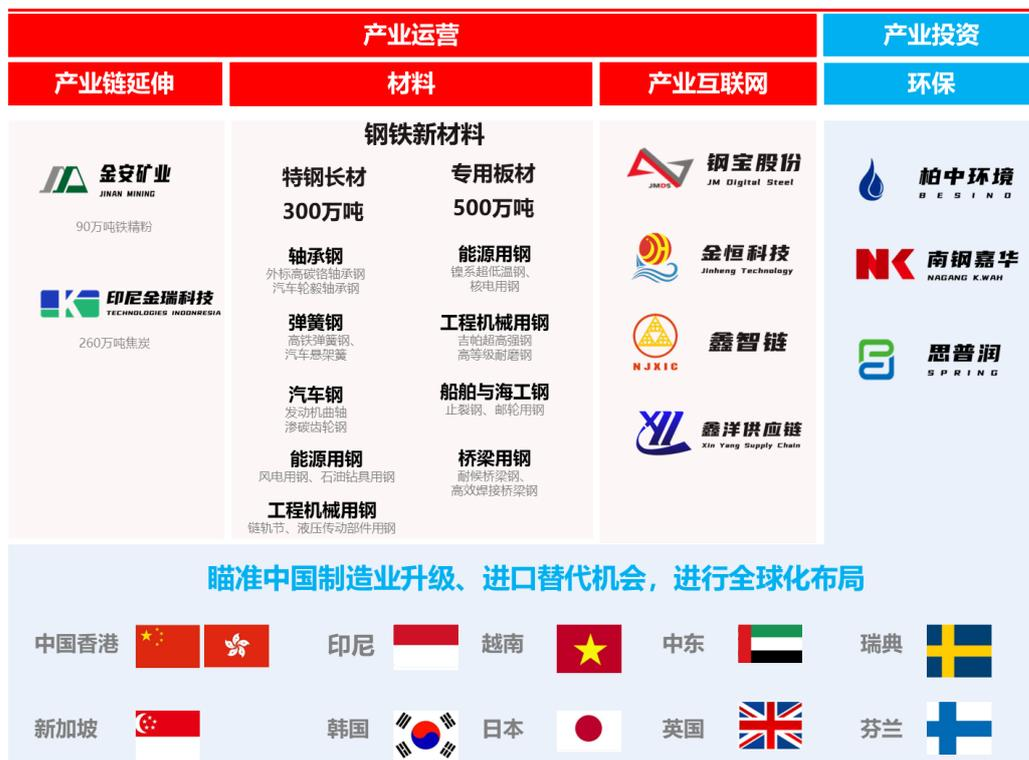 产业运营
产业投资
产业链延伸
材料
产业互联网
环保
金安矿业
JINAN MINING
90万吨铁精粉
印尼金瑞科技
TECHNOLOGIES INDONRESIA
260万吨焦炭
钢铁新材料
特钢长材
300万吨
轴承钢
外标高碳铬轴承钢
汽车轮毂轴承钢
弹簧钢
高铁弹簧钢、
汽车悬架簧
汽车钢
发动机曲轴
渗碳齿轮钢
能源用钢
风电用钢、石油钻具用钢
工程机械用钢
链轨节、液压传动部件用钢
专用板材
500万吨
能源用钢
镍系超低温钢、
核电用钢
工程机械用钢
吉帕超高强钢
高等级耐磨钢
船舶与海工钢
止裂钢、邮轮用钢
桥梁用钢
耐候桥梁钢、
高效焊接桥梁钢
JMDS
钢宝股份
JM Digital Steel
金恒科技
Jinheng Technology
NJXIC
鑫智链
鑫洋供应链
Xin Yang Supply Chain
柏中环境
BESINO
NK
南钢嘉华
NAGANG K.WAH
思普润
SPRING
瞄准中国制造业升级、进口替代机会，进行全球化布局
中国香港
印尼
越南
中东
瑞典
新加坡
韩国
日本
英国
芬兰